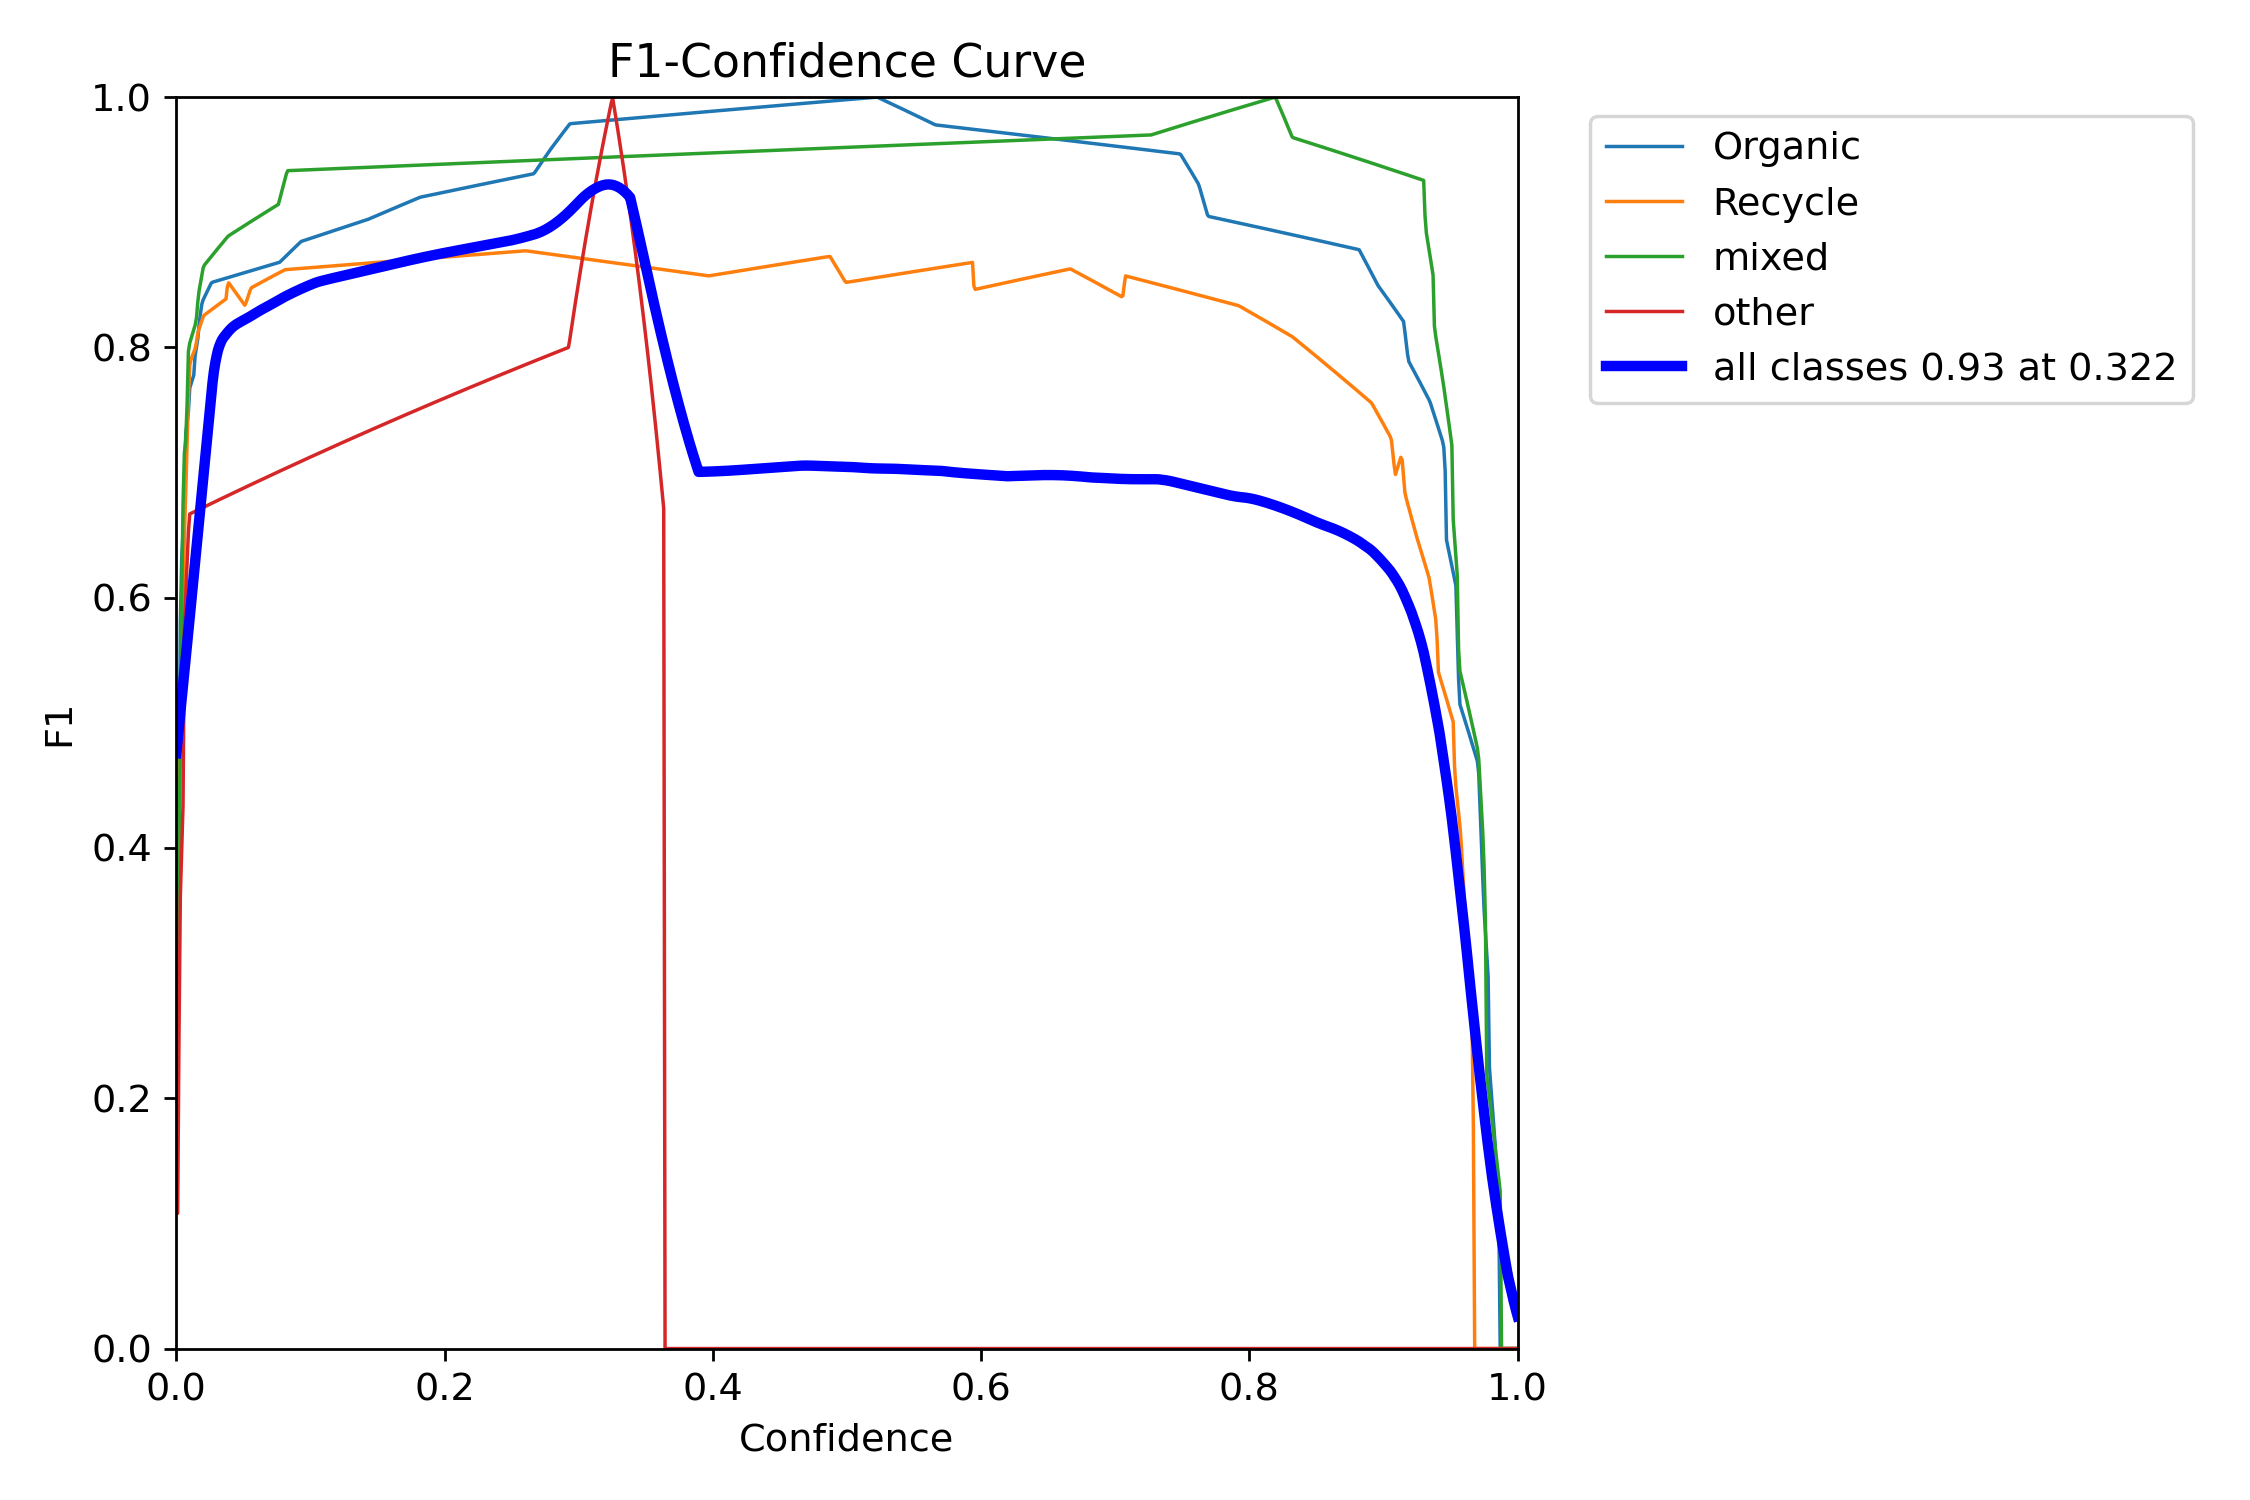 F1-Confidence Curve
1.0
0.8
0.6
0.4
0.2
0.0
F1
0.0 0.2 0.4 0.6 0.8 1.0
Confidence
Organic
Recycle
mixed
other
all classes 0.93 at 0.322